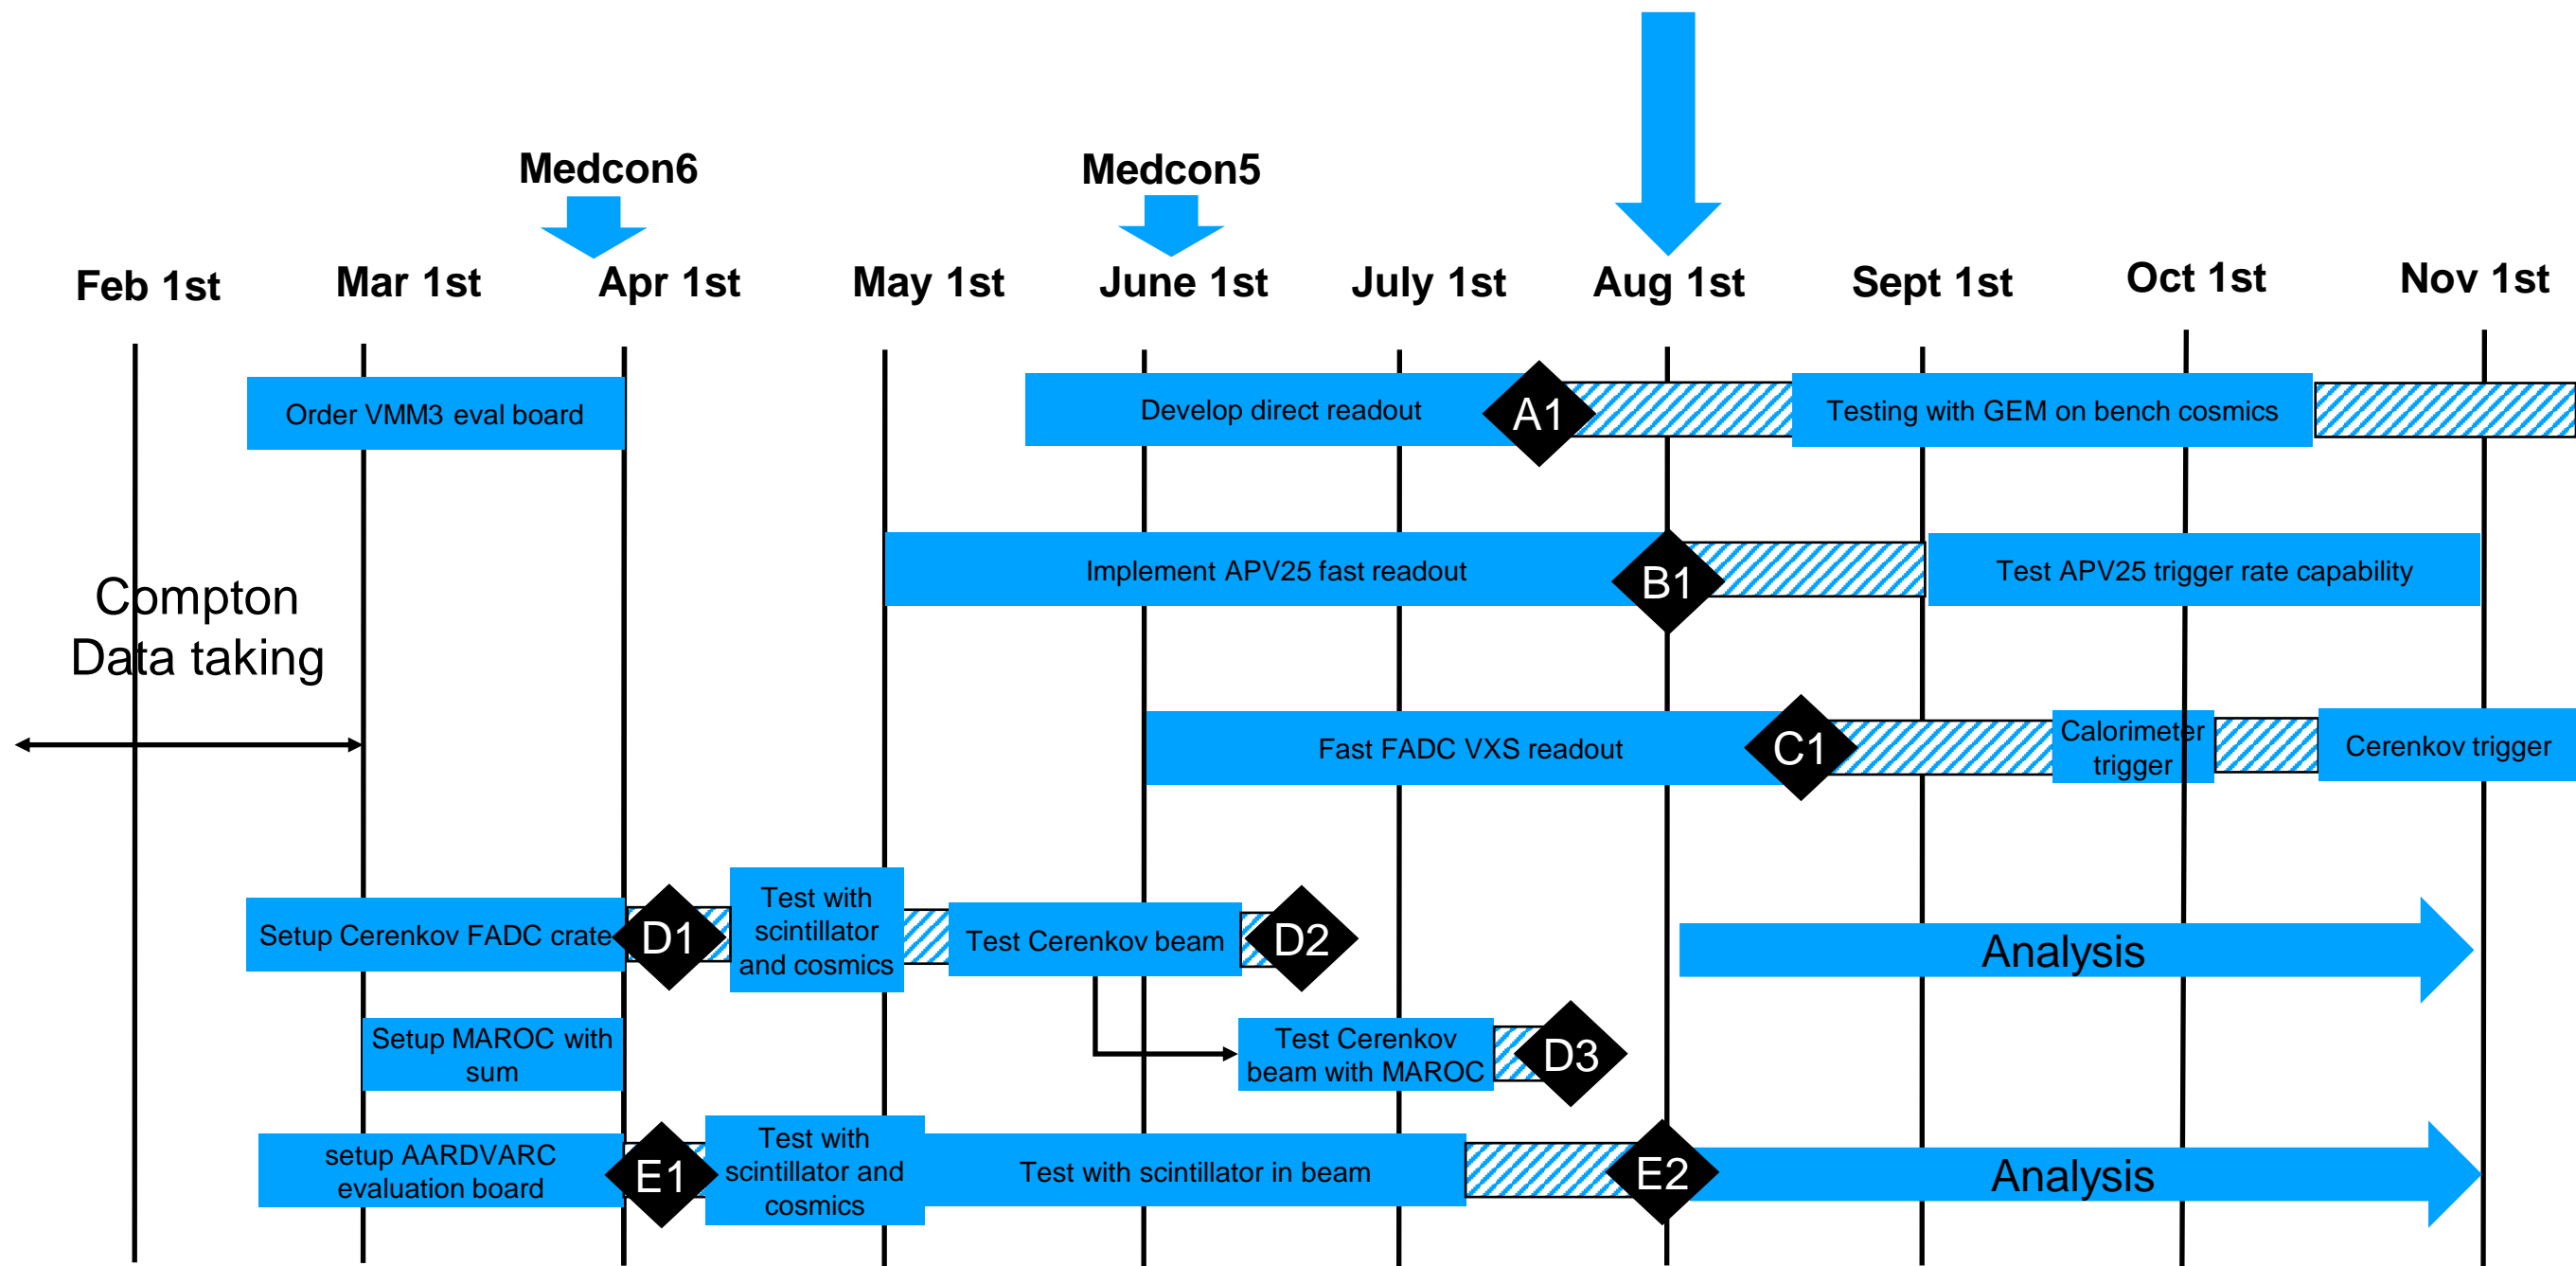 Medcon6
Medcon5
Feb 1st
Mar 1st
Apr 1st
May 1st
June 1st
July 1st
Aug 1st
Sept 1st
Oct 1st
Nov 1st
Order VMM3 eval board
Develop direct readout
A1
Testing with GEM on bench cosmics
Compton
Data taking
Implement APV25 fast readout
B1
Test APV25 trigger rate capability
Fast FADC VXS readout
C1
Calorimeter
trigger
Cerenkov trigger
Setup Cerenkov FADC crate
D1
Test with
scintillator
and cosmics
Test Cerenkov beam
D2
Analysis
Setup MAROC with
sum
Test Cerenkov
beam with MAROC
D3
setup AARDVARC
evaluation board
E1
Test with
scintillator and
cosmics
Test with scintillator in beam
E2
Analysis